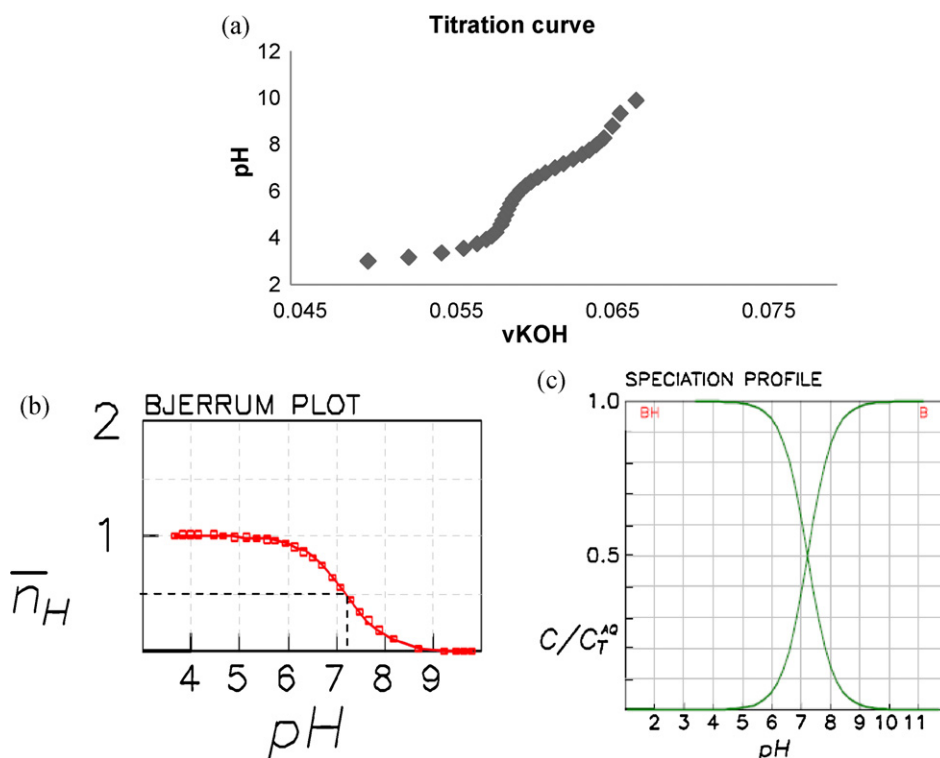 (a)
Titration curve
12
10
8
6
4
2
pH
0.045 0.055 0.065 0.075
vKOH
(b)
BJERRUM PLOT
2
1
n̅H
4 5 6 7 8 9
pH
(c)
SPECIATION PROFILE
1.0
BH B
0.5
C/C_T^AQ
2 3 4 5 6 7 8 9 10 11
pH